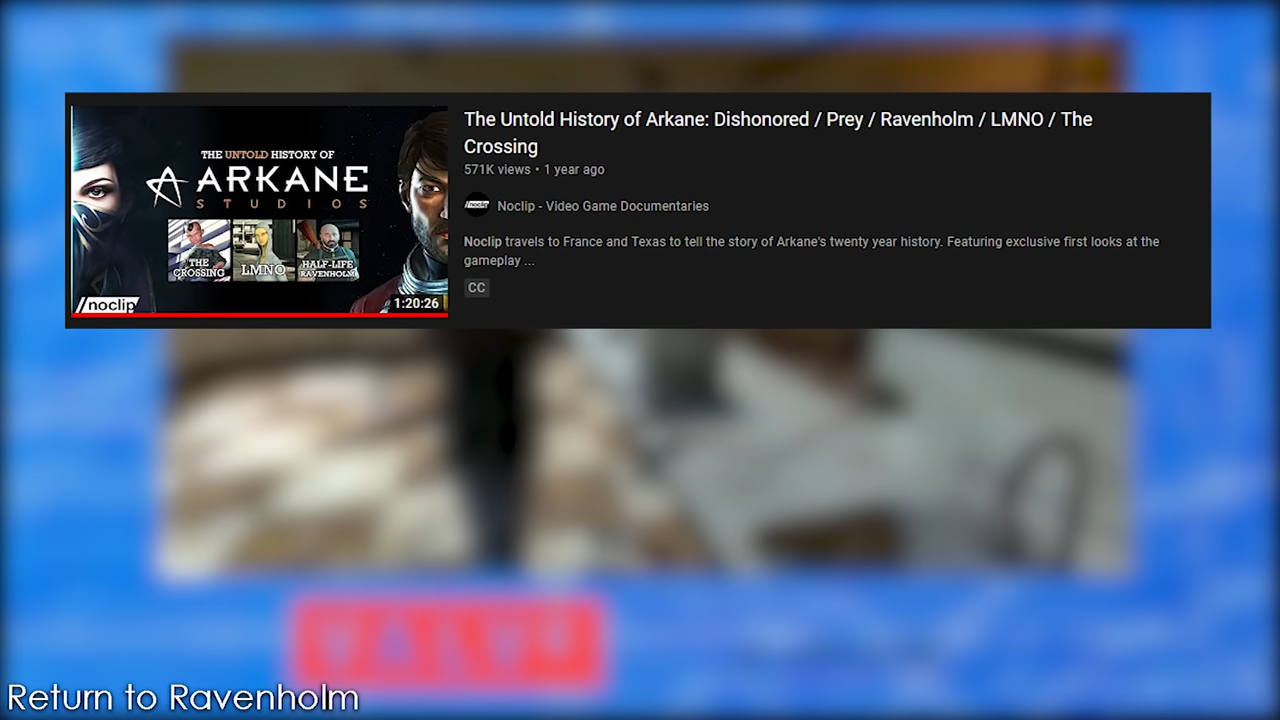 THE UNTOLD HISTORY OF
ARKANE
STUDIOS
THE CROSSING
LMNO
HALF-LIFE RAVENHOLM
/noclip
1:20:26
The Untold History of Arkane: Dishonored / Prey / Ravenholm / LMNO / The
Crossing
571K views • 1 year ago
/noclip
Noclip - Video Game Documentaries
Noclip travels to France and Texas to tell the story of Arkane's twenty year history. Featuring exclusive first looks at the
gameplay ...
CC
Return to Ravenholm